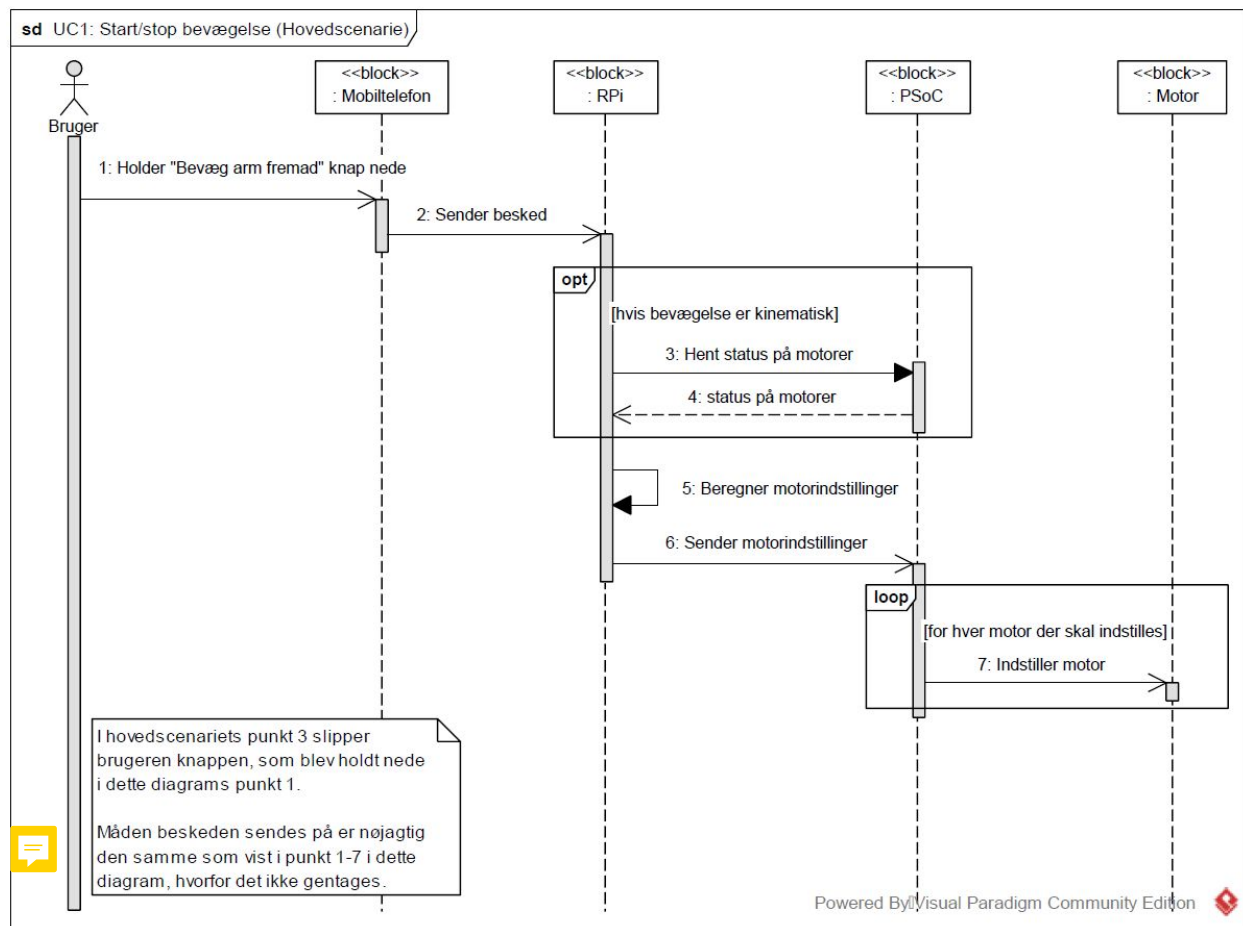 sd UC1: Start/stop bevægelse (Hovedscenarie)
<<block>>
: Mobiltelefon
<<block>>
: RPi
<<block>>
: PSoC
<<block>>
: Motor
Bruger
1: Holder "Bevæg arm fremad" knap nede
2: Sender besked
opt
[hvis bevægelse er kinematisk]
3: Hent status på motorer
4: status på motorer
5: Beregner motorindstillinger
6: Sender motorindstillinger
loop
[for hver motor der skal indstilles]
7: Indstiller motor
I hovedscenariets punkt 3 slipper
brugeren knappen, som blev holdt nede
i dette diagrams punkt 1.
Måden beskeden sendes på er nøjagtig
den samme som vist i punkt 1-7 i dette
diagram, hvorfor det ikke gentages.
Powered By Visual Paradigm Community Edition